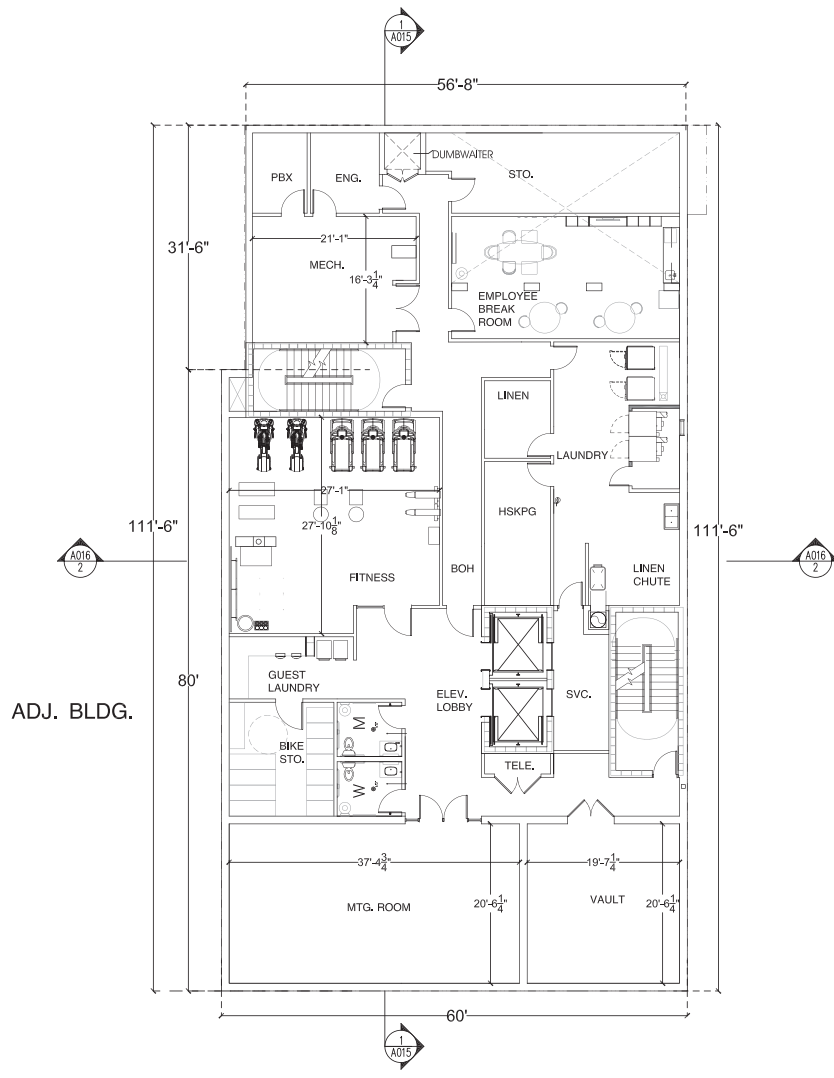 1
A015
56'-8"
DUMBWAITER
PBX
ENG.
STO.
31'-6"
21'-1"
MECH.
16'-3 1/4"
EMPLOYEE
BREAK
ROOM
LINEN
LAUNDRY
27'-1"
111'-6"
27'-10 1/8"
HSKPG
111'-6"
A016
2
A016
2
FITNESS
BOH
LINEN
CHUTE
GUEST
LAUNDRY
80'
ELEV.
LOBBY
SVC.
ADJ. BLDG.
M
BIKE
STO.
TELE.
W
37'-4 3/4"
19'-7 1/4"
MTG. ROOM
20'-6 1/4"
VAULT
20'-6 1/4"
60'
1
A015